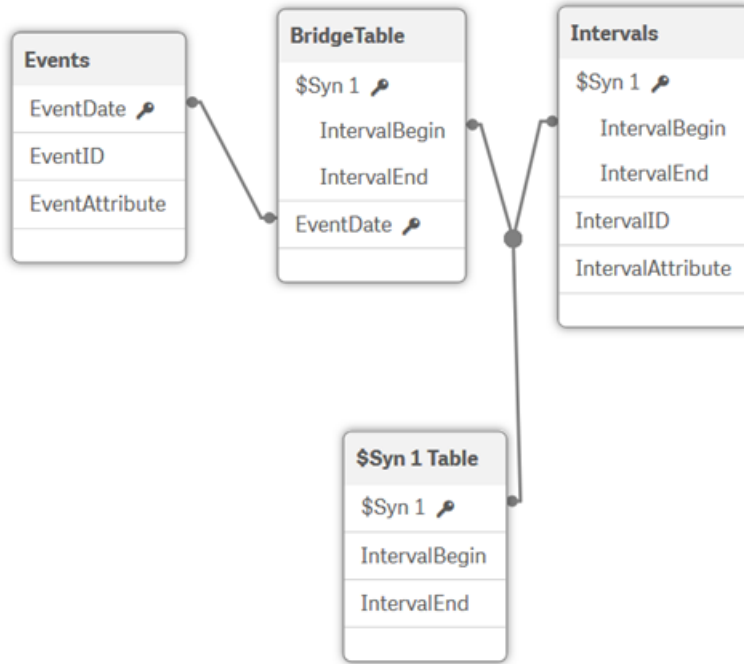 Events
EventDate
EventID
EventAttribute
BridgeTable
$Syn 1
IntervalBegin
IntervalEnd
EventDate
Intervals
$Syn 1
IntervalBegin
IntervalEnd
IntervalID
IntervalAttribute
$Syn 1 Table
$Syn 1
IntervalBegin
IntervalEnd